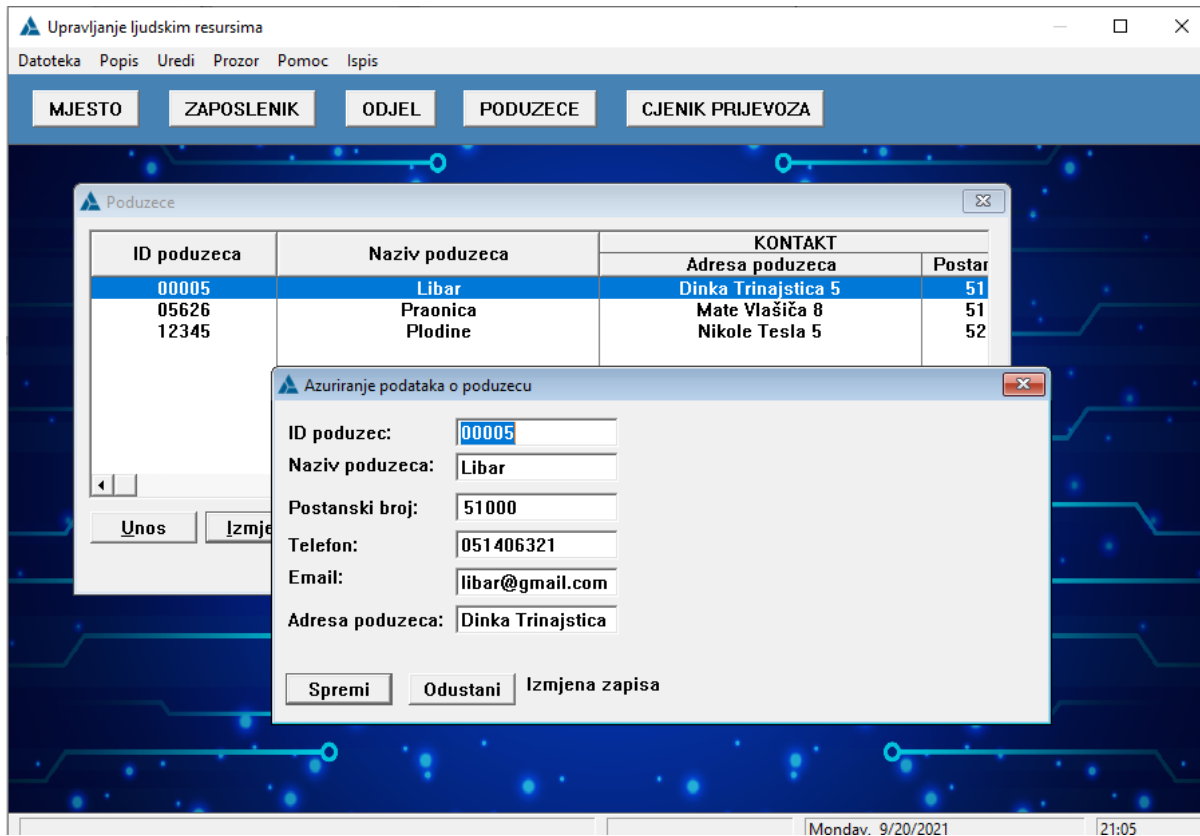 Upravljanje ljudskim resursima
Datoteka Popis Uredi Prozor Pomoc Ispis
MJESTO ZAPOSLENIK ODJEL PODUZECE CJENIK PRIJEVOZA
Poduzece
ID poduzeca Naziv poduzeca KONTAKT
Adresa poduzeca Postar
00005 Libar Dinka Trinajstica 5 51
05626 Praonica Mate Vlašiča 8 51
12345 Plodine Nikole Tesla 5 52
Unos Izmje
Azuriranje podataka o poduzecu
ID poduzec: 00005
Naziv poduzeca: Libar
Postanski broj: 51000
Telefon: 051406321
Email: libar@gmail.com
Adresa poduzeca: Dinka Trinajstica
Spremi Odustani Izmjena zapisa
Monday, 9/20/2021 21:05